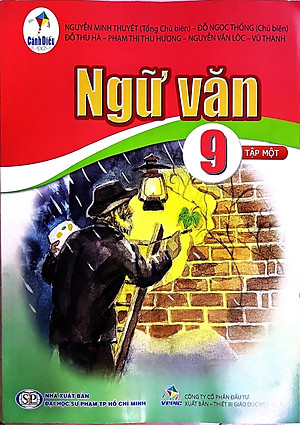 Cánh Diều
NGUYỄN MINH THUYẾT (Tổng Chủ biên) – ĐỖ NGỌC THỐNG (Chủ biên)
ĐỖ THU HÀ – PHẠM THỊ THU HƯƠNG – NGUYỄN VĂN LỘC – VŨ THANH
Ngữ văn
9
TẬP MỘT
SP
NHÀ XUẤT BẢN
ĐẠI HỌC SƯ PHẠM TP HỒ CHÍ MINH
VEPIC
CÔNG TY CỔ PHẦN ĐẦU TƯ
XUẤT BẢN – THIẾT BỊ GIÁO DỤC VIỆT NAM